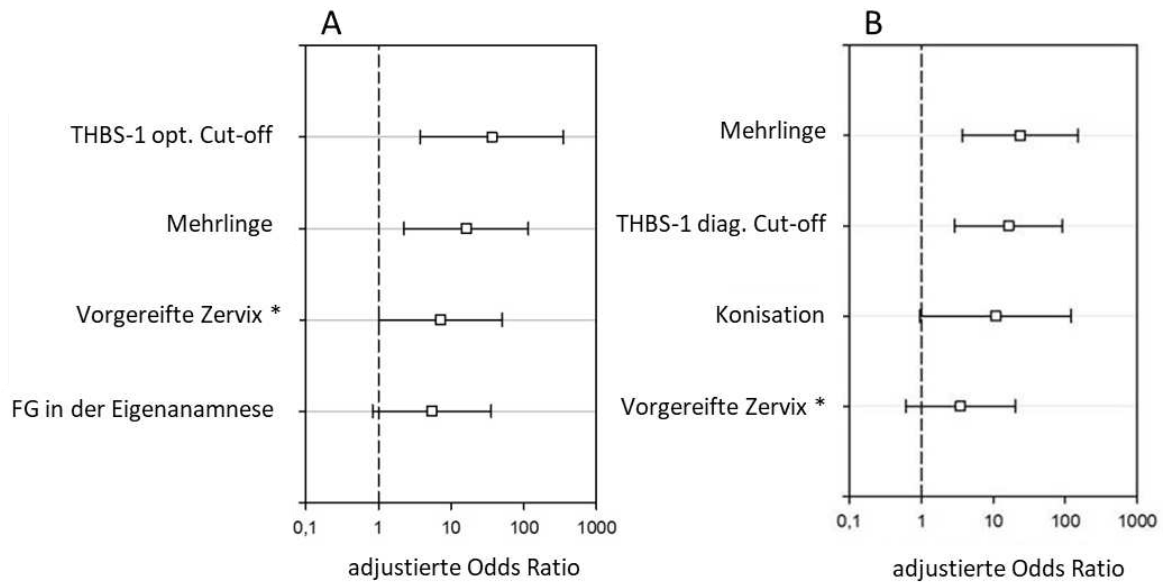 A
THBS-1 opt. Cut-off
Mehrlinge
Vorgereifte Zervix *
FG in der Eigenanamnese
0,1 1 10 100 1000
adjustierte Odds Ratio
B
Mehrlinge
THBS-1 diag. Cut-off
Konisation
Vorgereifte Zervix *
0,1 1 10 100 1000
adjustierte Odds Ratio